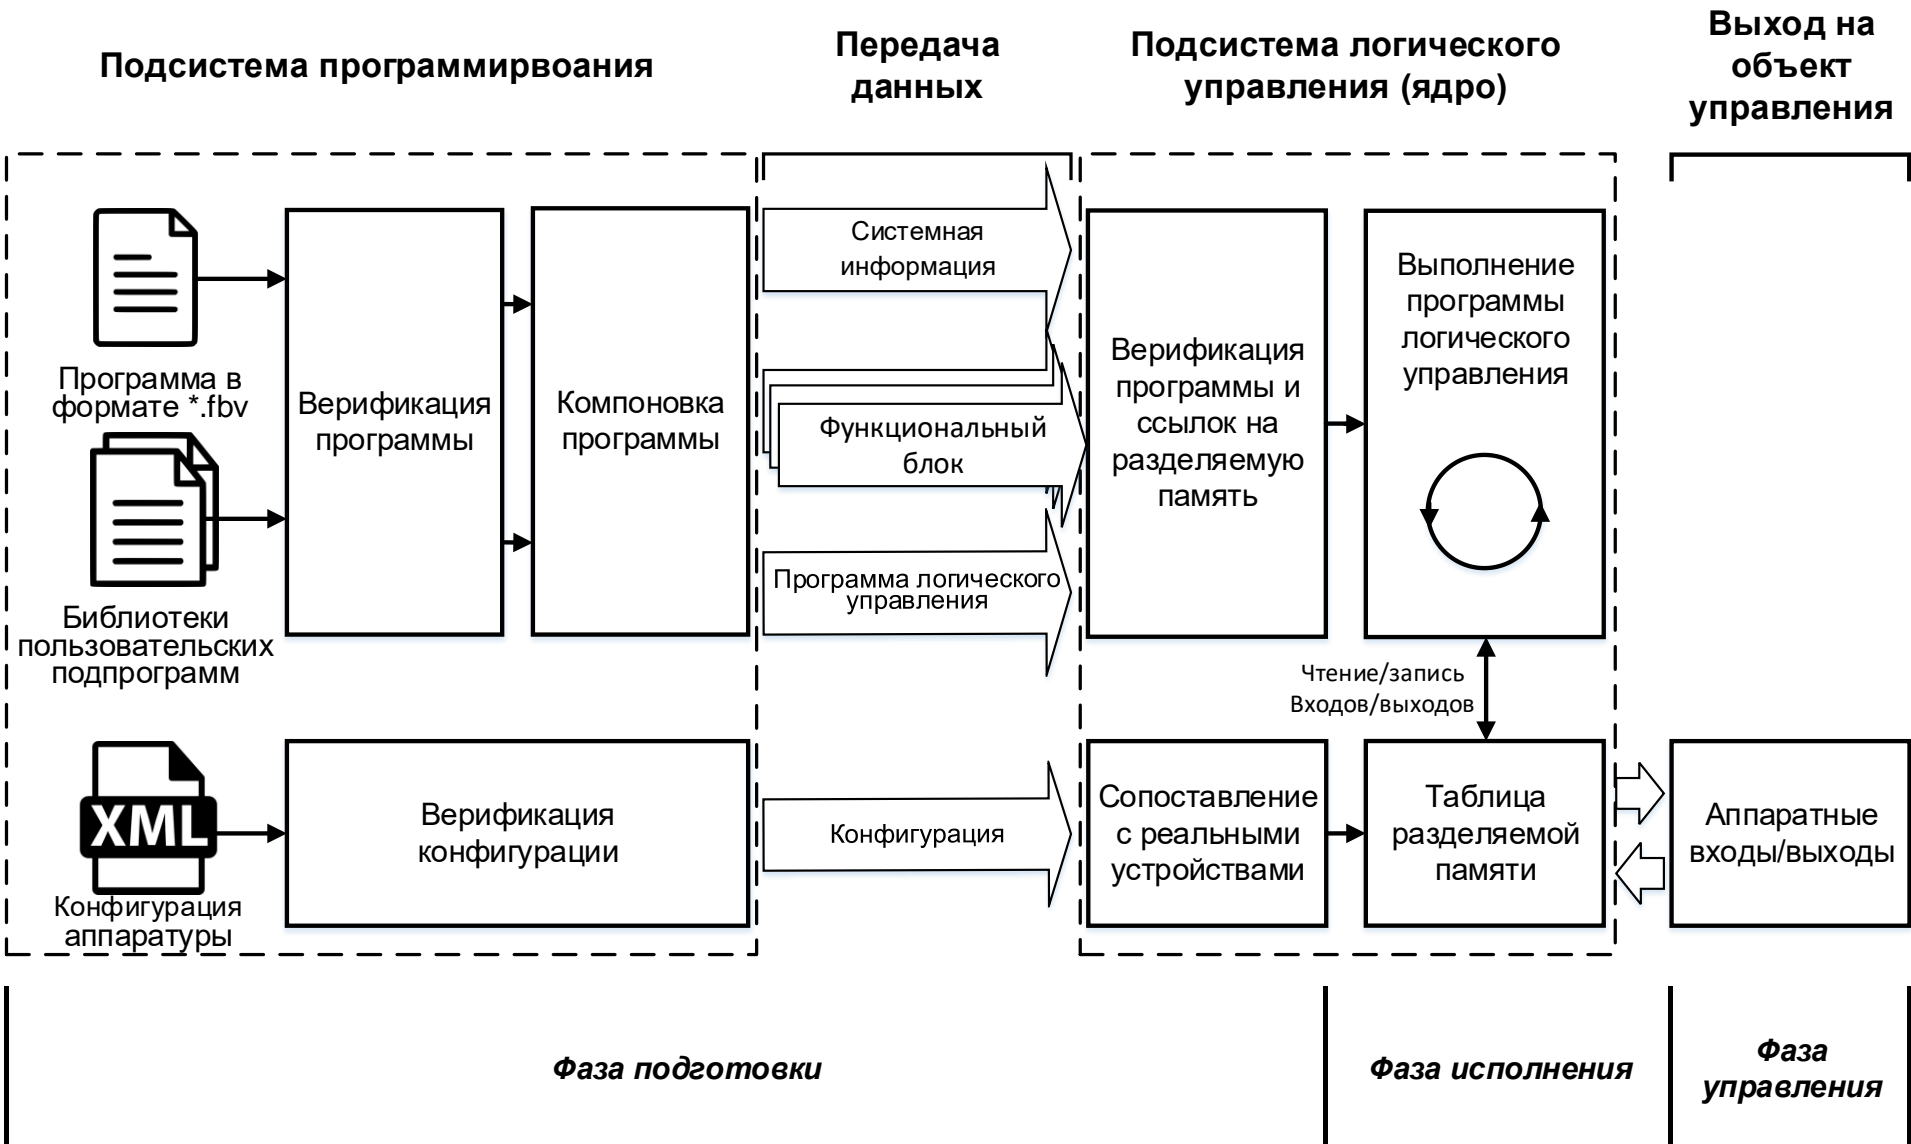 Подсистема программирвоания
Передача
данных
Подсистема логического
управления (ядро)
Выход на
объект
управления
Программа в
формате *.fbv
Библиотеки
пользовательских
подпрограмм
XML
Конфигурация
аппаратуры
Верификация
программы
Компоновка
программы
Верификация
конфигурации
Системная
информация
Функциональный
блок
Программа логического
управления
Конфигурация
Верификация
программы и
ссылок на
разделяемую
память
Выполнение
программы
логического
управления
Чтение/запись
Входов/выходов
Сопоставление
с реальными
устройствами
Таблица
разделяемой
памяти
Аппаратные
входы/выходы
Фаза подготовки
Фаза исполнения
Фаза
управления